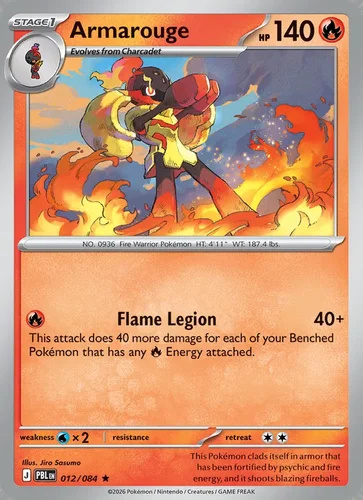 STAGE 1
Armarouge
HP 140
Evolves from Charcadet
NO. 0936 Fire Warrior Pokémon HT: 4'11" WT: 187.4 lbs.
Flame Legion 40+
This attack does 40 more damage for each of your Benched
Pokémon that has any Energy attached.
weakness ×2 resistance retreat
Illus. Jiro Sasumo
J PBL EN 012/084 ★
This Pokémon clads itself in armor that
has been fortified by psychic and fire
energy, and it shoots blazing fireballs.
©2026 Pokémon / Nintendo / Creatures / GAME FREAK